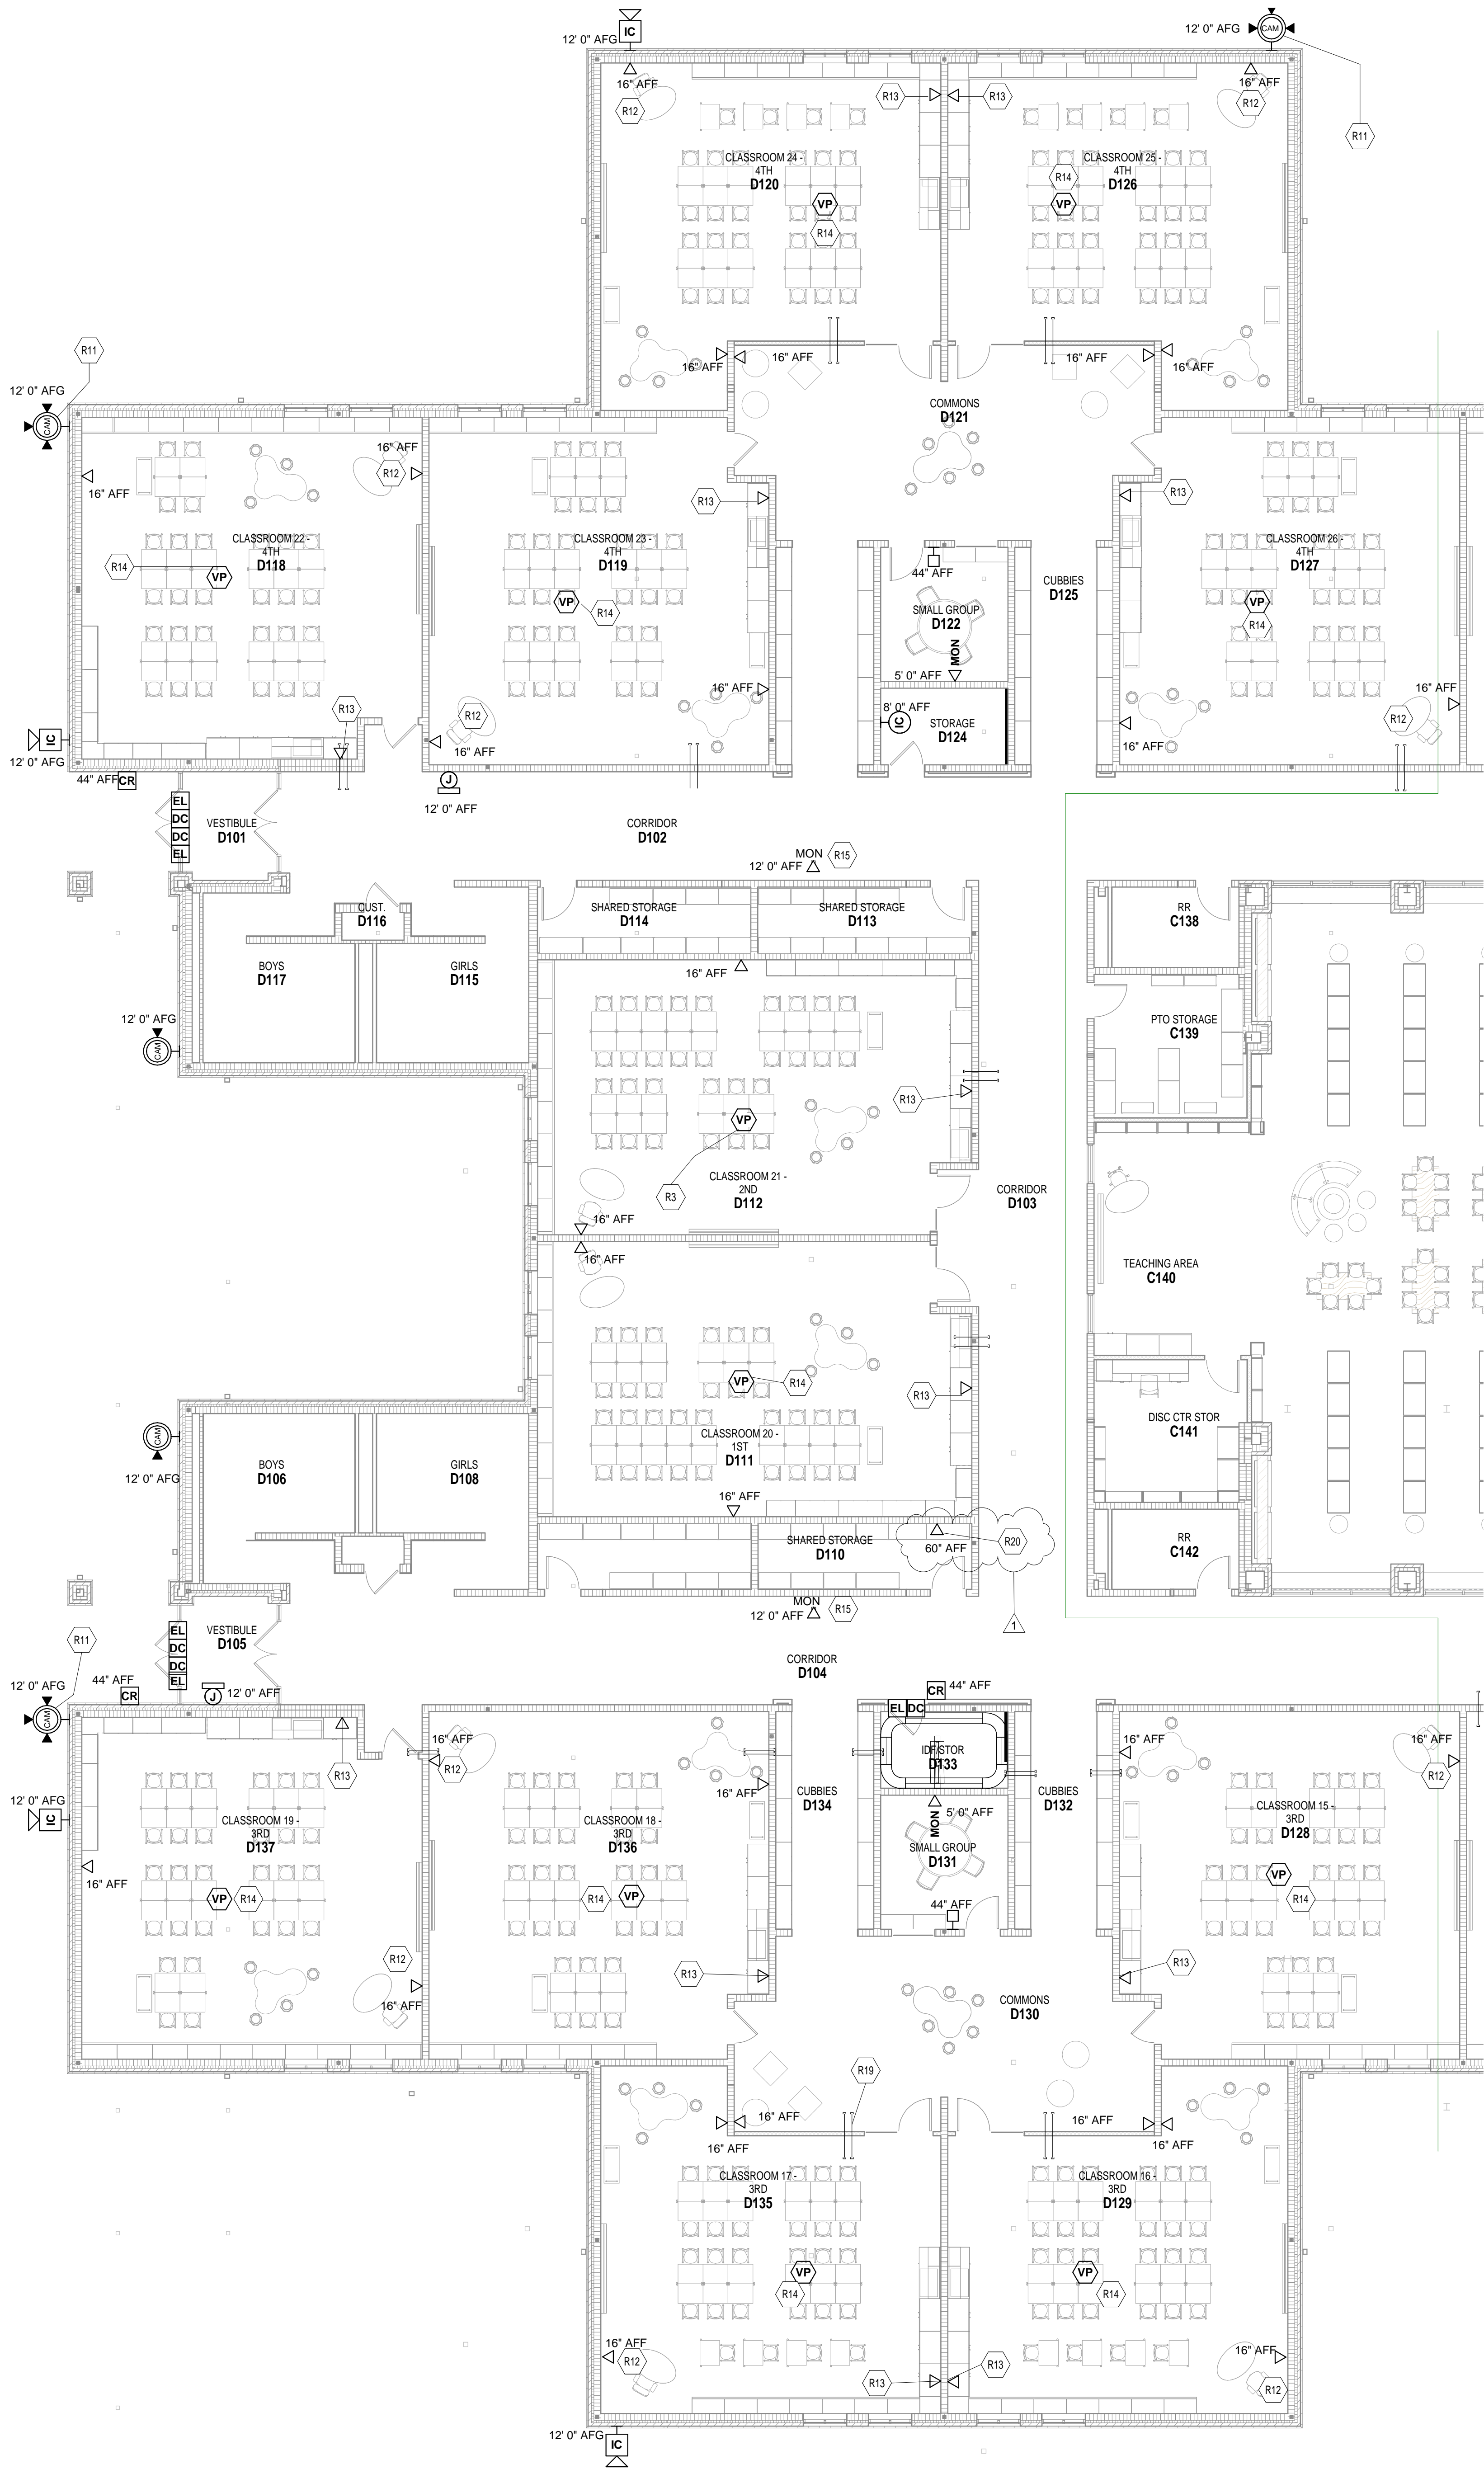 IC
12' 0" AFG
CAM
12' 0" AFG
16" AFF
R12
R13
R13
16" AFF
R12
R11
CLASSROOM 24 -
4TH
D120
VP
R14
CLASSROOM 25 -
4TH
D126
R14
VP
R11
12' 0" AFG
CAM
16" AFF
16" AFF
16" AFF
16" AFF
COMMONS
D121
16" AFF
R12
16" AFF
R13
R13
CLASSROOM 22 -
4TH
D118
R14
VP
CLASSROOM 23 -
4TH
D119
VP
R14
44" AFF
SMALL GROUP
D122
MON
5' 0" AFF
CUBBIES
D125
CLASSROOM 26 -
4TH
D127
VP
R14
16" AFF
R12
16" AFF
16" AFF
R12
16" AFF
R13
8' 0" AFF
IC
STORAGE
D124
IC
12' 0" AFG
44" AFF
CR
J
12' 0" AFF
EL
DC
DC
EL
VESTIBULE
D101
CORRIDOR
D102
MON
12' 0" AFF
R15
CUST.
D116
SHARED STORAGE
D114
SHARED STORAGE
D113
RR
C138
BOYS
D117
GIRLS
D115
16" AFF
12' 0" AFG
CAM
PTO STORAGE
C139
R13
VP
R3
CLASSROOM 21 -
2ND
D112
CORRIDOR
D103
16" AFF
16" AFF
TEACHING AREA
C140
VP
R14
R13
CLASSROOM 20 -
1ST
D111
DISC CTR STOR
C141
CAM
12' 0" AFG
BOYS
D106
GIRLS
D108
16" AFF
SHARED STORAGE
D110
60" AFF
R20
RR
C142
MON
12' 0" AFF
R15
1
EL
DC
DC
EL
VESTIBULE
D105
R11
12' 0" AFG
CAM
44" AFF
CR
J
12' 0" AFF
CORRIDOR
D104
CR
44" AFF
EL
DC
IDF/STOR
D133
R13
16" AFF
R12
16" AFF
CUBBIES
D134
CUBBIES
D132
16" AFF
16" AFF
R12
12' 0" AFG
IC
CLASSROOM 19 -
3RD
D137
CLASSROOM 18 -
3RD
D136
MON
5' 0" AFF
SMALL GROUP
D131
CLASSROOM 15 -
3RD
D128
16" AFF
VP
R14
R14
VP
44" AFF
VP
R14
R12
16" AFF
R13
R13
COMMONS
D130
R19
16" AFF
16" AFF
16" AFF
16" AFF
CLASSROOM 17 -
3RD
D135
CLASSROOM 16 -
3RD
D129
VP
R14
VP
R14
16" AFF
R12
R13
R13
16" AFF
R12
12' 0" AFG
IC